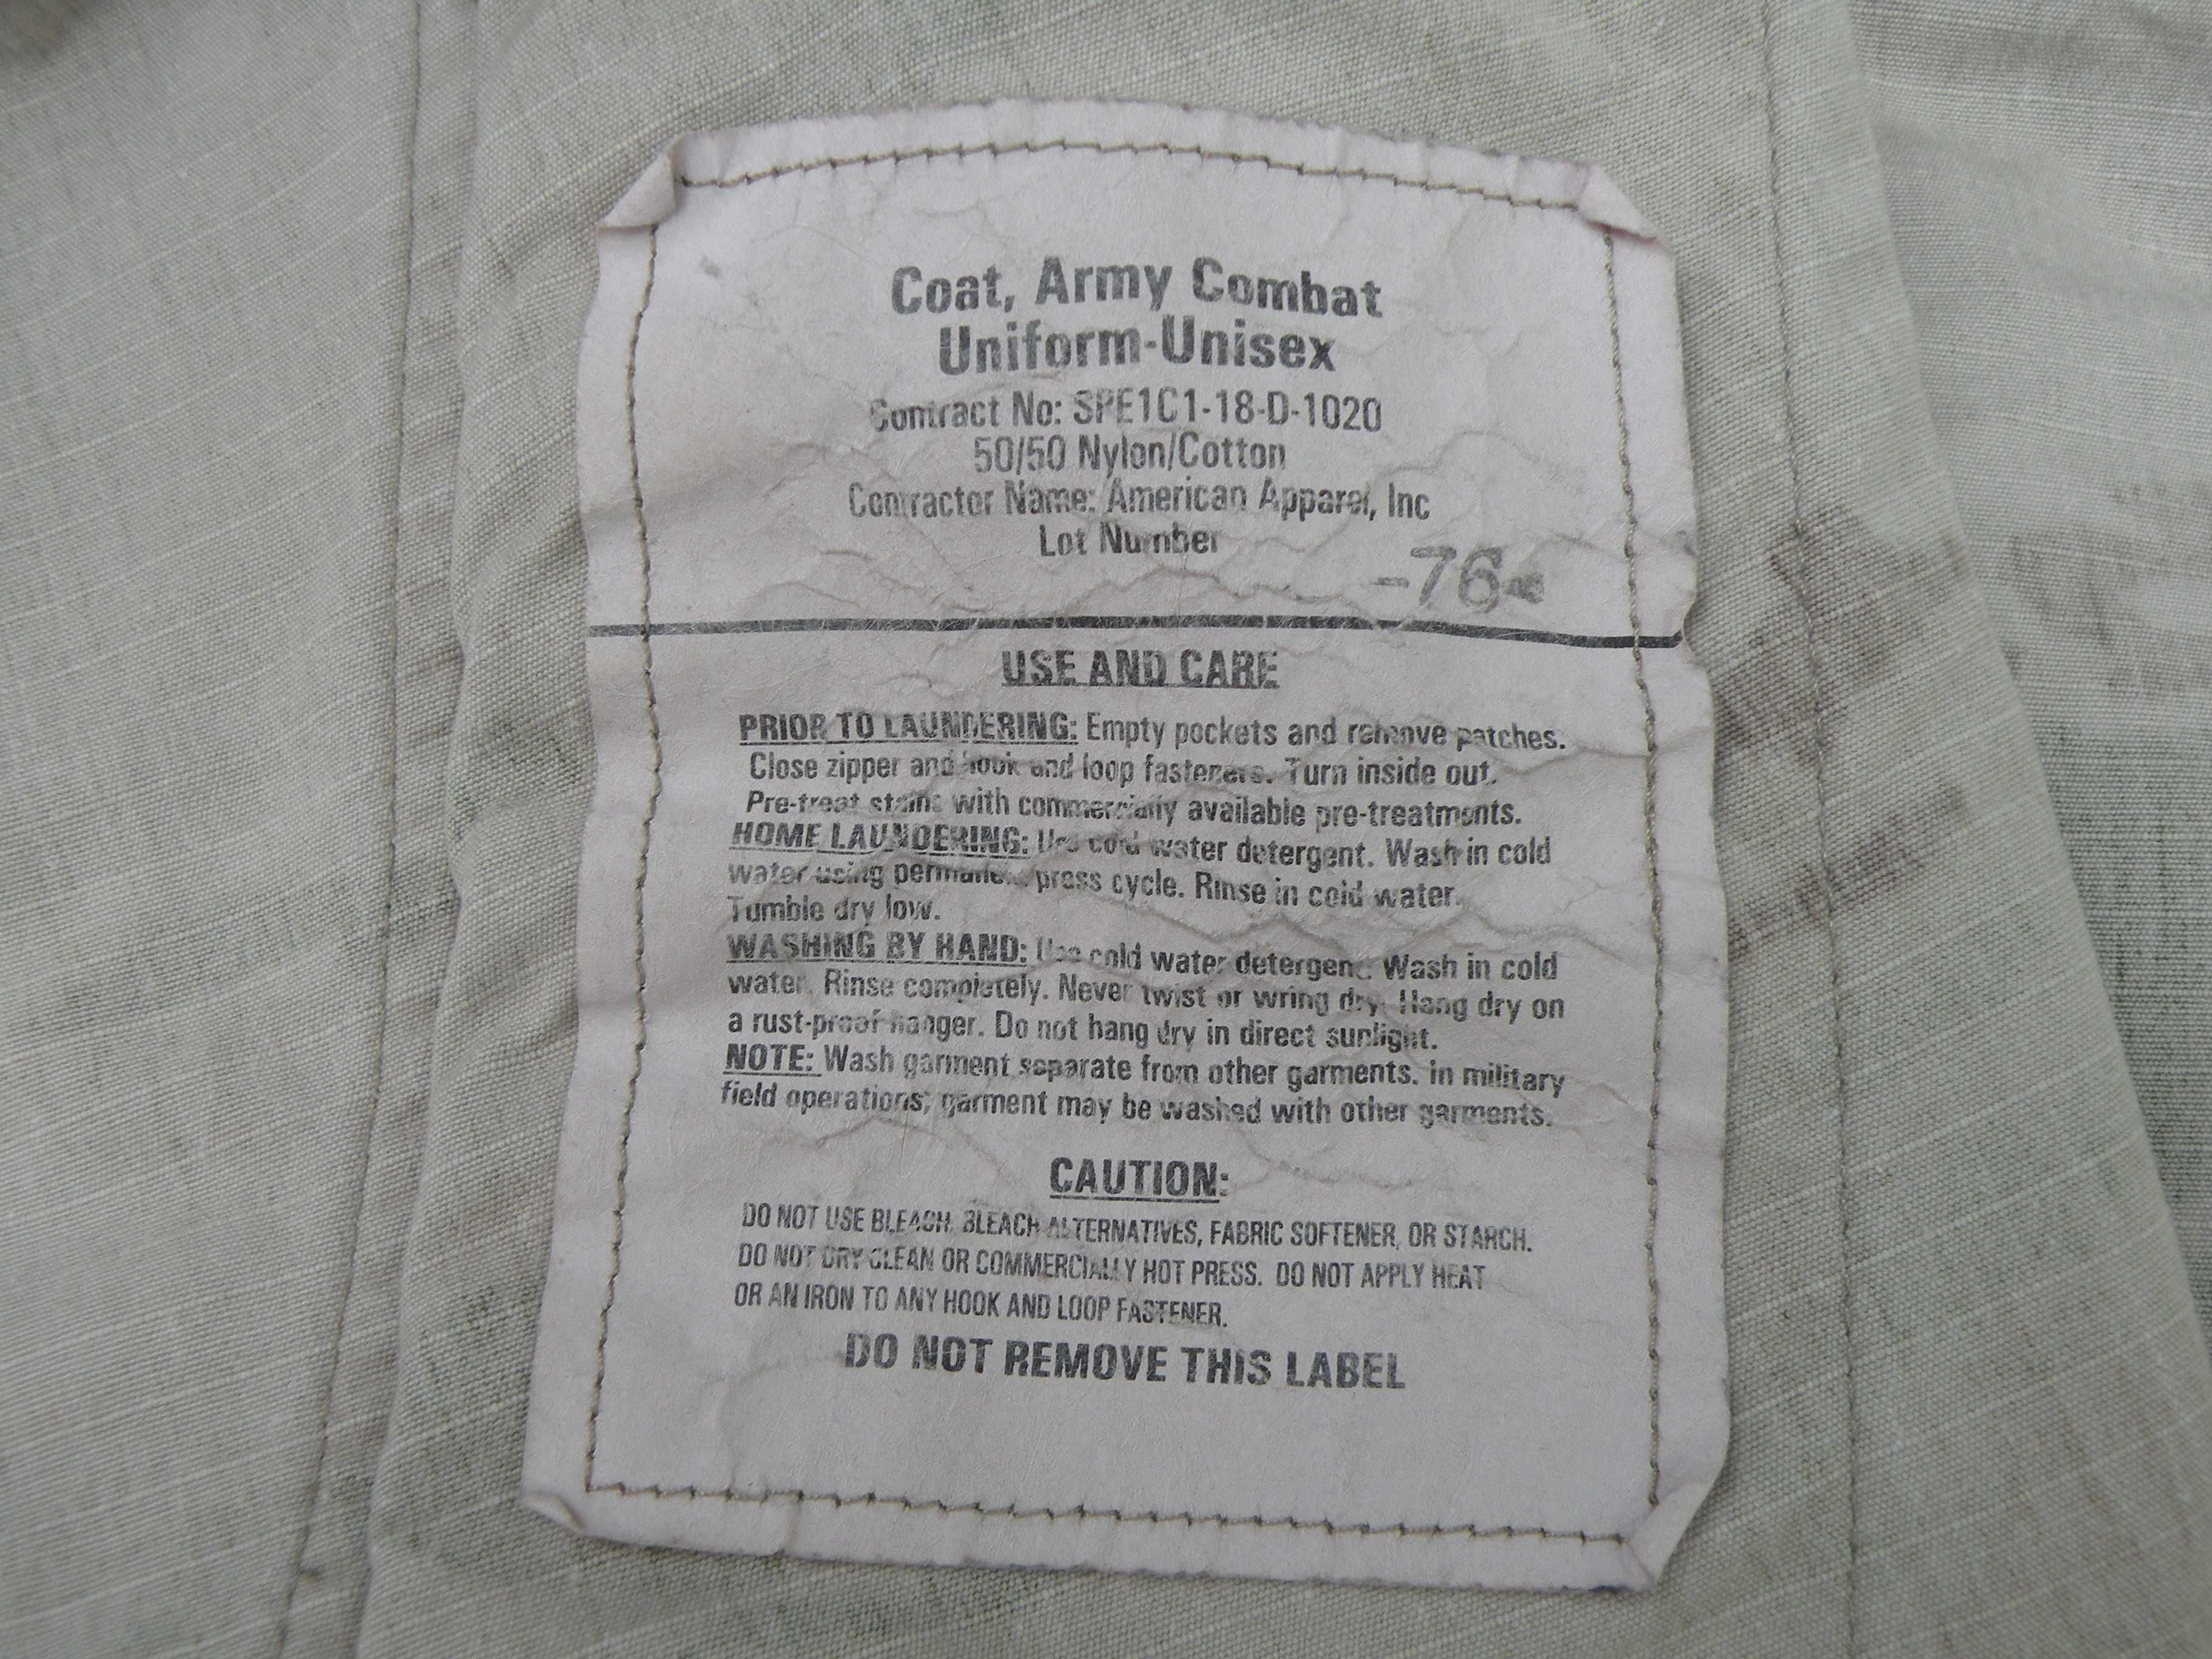 Coat, Army Combat
Uniform-Unisex
Contract No: SPE1C1-18-D-1020
50/50 Nylon/Cotton
Contractor Name: American Apparel, Inc
Lot Number
-76
USE AND CARE
PRIOR TO LAUNDERING: Empty pockets and remove patches.
Close zipper and hook and loop fasteners. Turn inside out.
Pre-treat stains with commercially available pre-treatments.
HOME LAUNDERING: Use cold water detergent. Wash in cold
water using permanent press cycle. Rinse in cold water.
Tumble dry low.
WASHING BY HAND: Use cold water detergent. Wash in cold
water. Rinse completely. Never twist or wring dry. Hang dry on
a rust-proof hanger. Do not hang dry in direct sunlight.
NOTE: Wash garment separate from other garments. in military
field operations, garment may be washed with other garments.
CAUTION:
DO NOT USE BLEACH, BLEACH ALTERNATIVES, FABRIC SOFTENER, OR STARCH.
DO NOT DRY CLEAN OR COMMERCIALLY HOT PRESS. DO NOT APPLY HEAT
OR AN IRON TO ANY HOOK AND LOOP FASTENER.
DO NOT REMOVE THIS LABEL